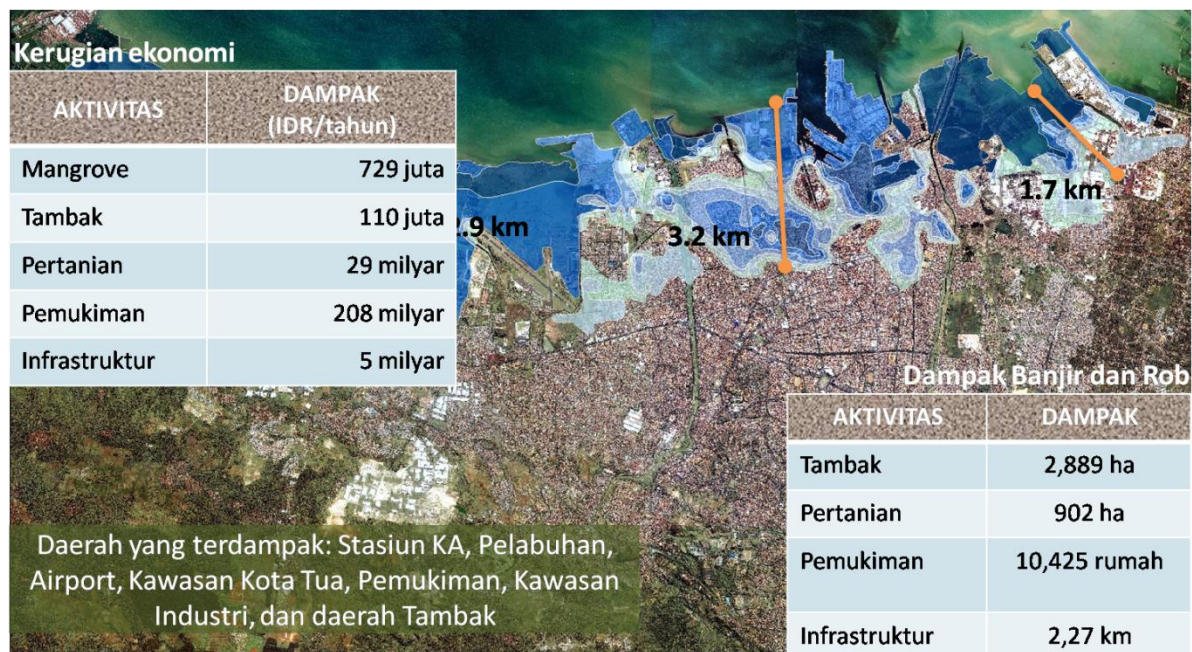 Kerugian ekonomi
AKTIVITAS DAMPAK (IDR/tahun)
Mangrove 729 juta
Tambak 110 juta
Pertanian 29 milyar
Pemukiman 208 milyar
Infrastruktur 5 milyar
.9 km
3.2 km
1.7 km
Dampak Banjir dan Rob
AKTIVITAS DAMPAK
Tambak 2,889 ha
Pertanian 902 ha
Pemukiman 10,425 rumah
Infrastruktur 2,27 km
Daerah yang terdampak: Stasiun KA, Pelabuhan,
Airport, Kawasan Kota Tua, Pemukiman, Kawasan
Industri, dan daerah Tambak